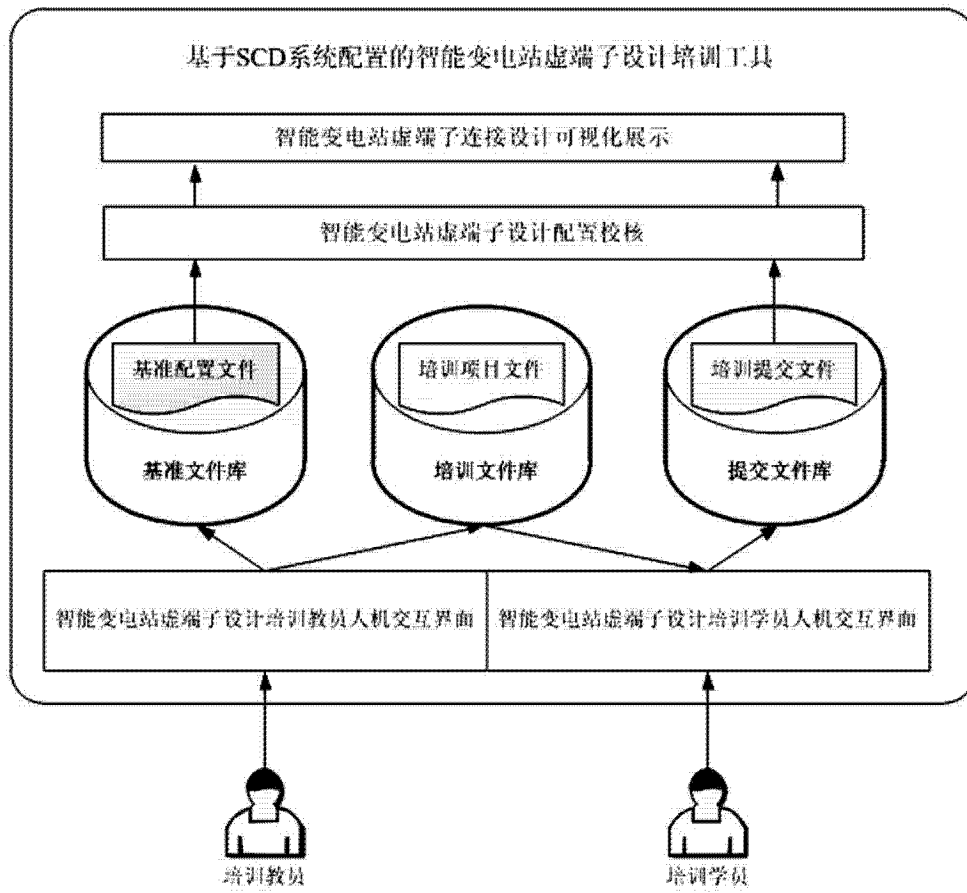 基于SCD系统配置的智能变电站虚端子设计培训工具
智能变电站虚端子连接设计可视化展示
智能变电站虚端子设计配置校核
基准配置文件
培训项目文件
培训提交文件
基准文件库
培训文件库
提交文件库
智能变电站虚端子设计培训教员人机交互界面
智能变电站虚端子设计培训学员人机交互界面
培训教员
培训学员